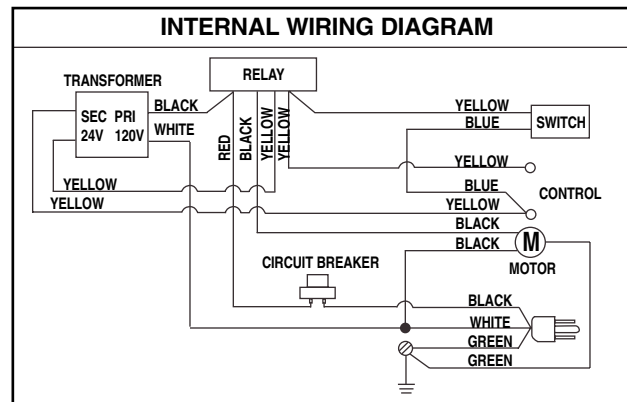 INTERNAL WIRING DIAGRAM
RELAY
TRANSFORMER
SEC PRI
24V 120V
BLACK
WHITE
RED
BLACK
YELLOW
YELLOW
YELLOW
BLUE
SWITCH
YELLOW
YELLOW
YELLOW
BLUE
CONTROL
YELLOW
BLACK
BLACK
M
MOTOR
CIRCUIT BREAKER
BLACK
WHITE
GREEN
GREEN